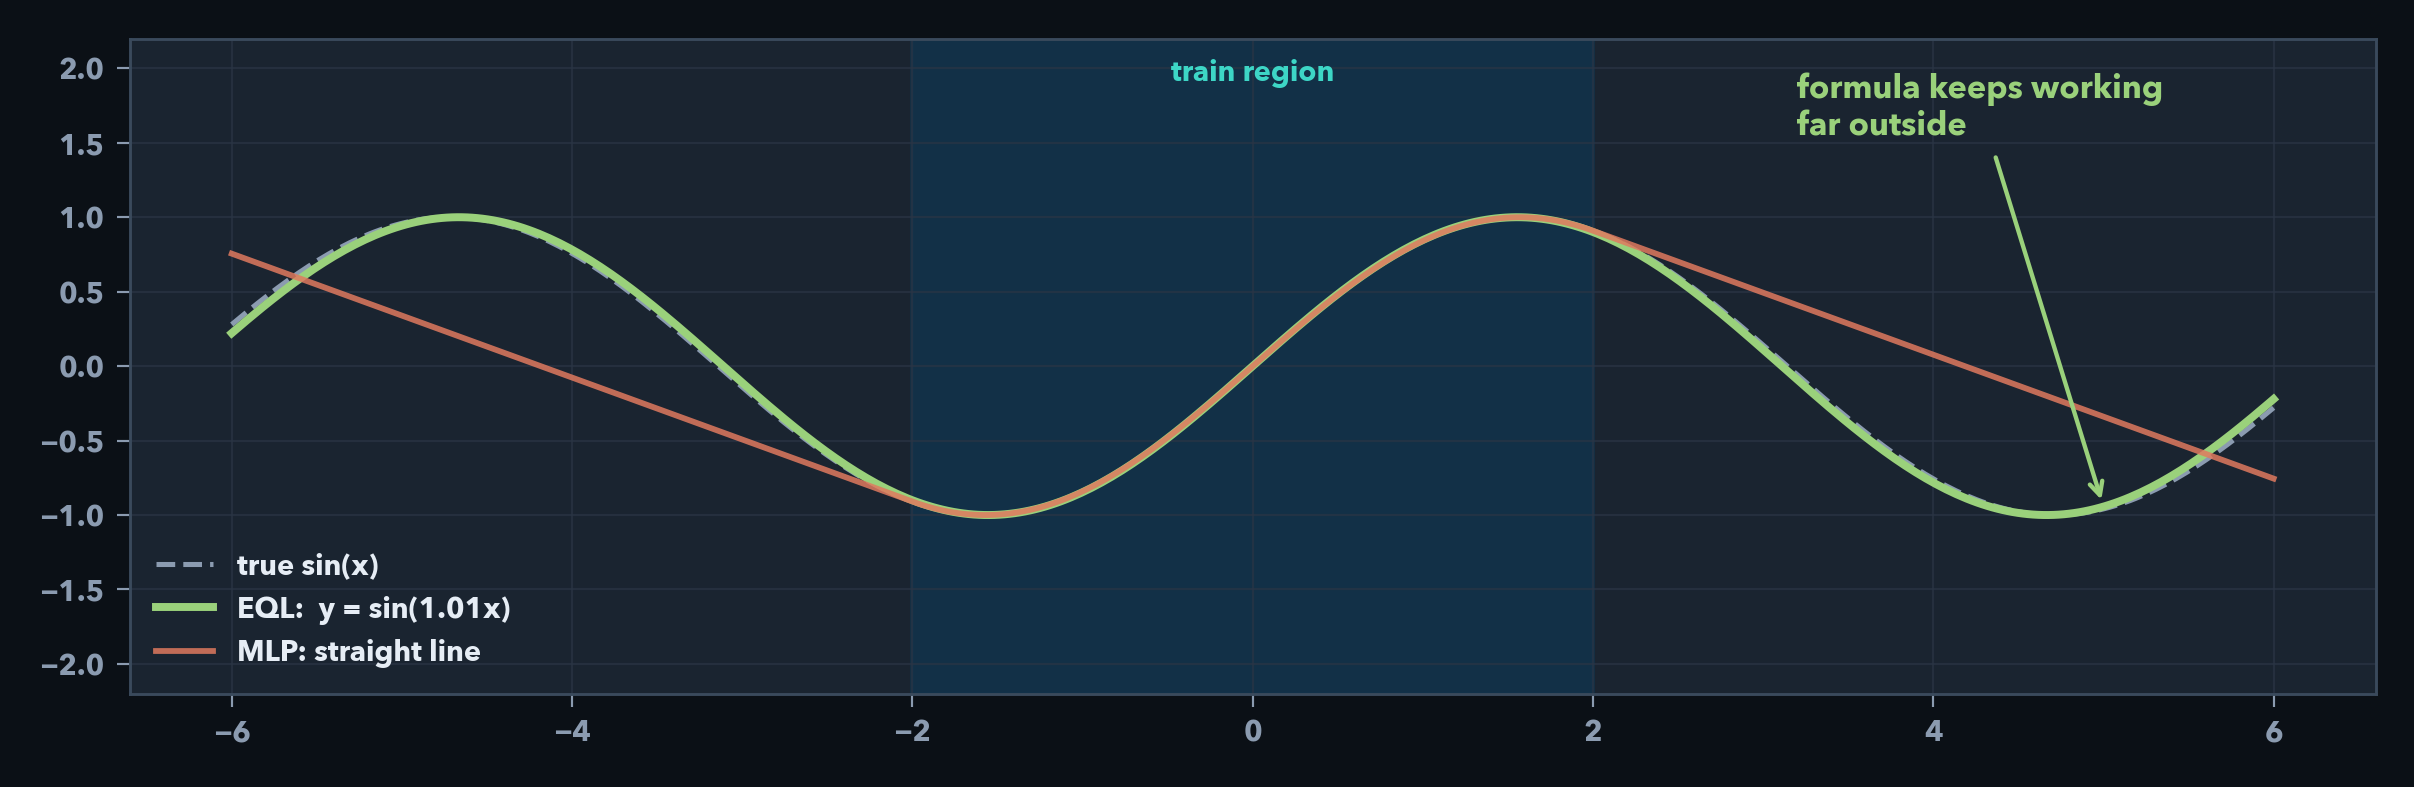 train region
formula keeps working
far outside
2.0
1.5
1.0
0.5
0.0
−0.5
−1.0
−1.5
−2.0
true sin(x)
EQL:  y = sin(1.01x)
MLP: straight line
−6
−4
−2
0
2
4
6